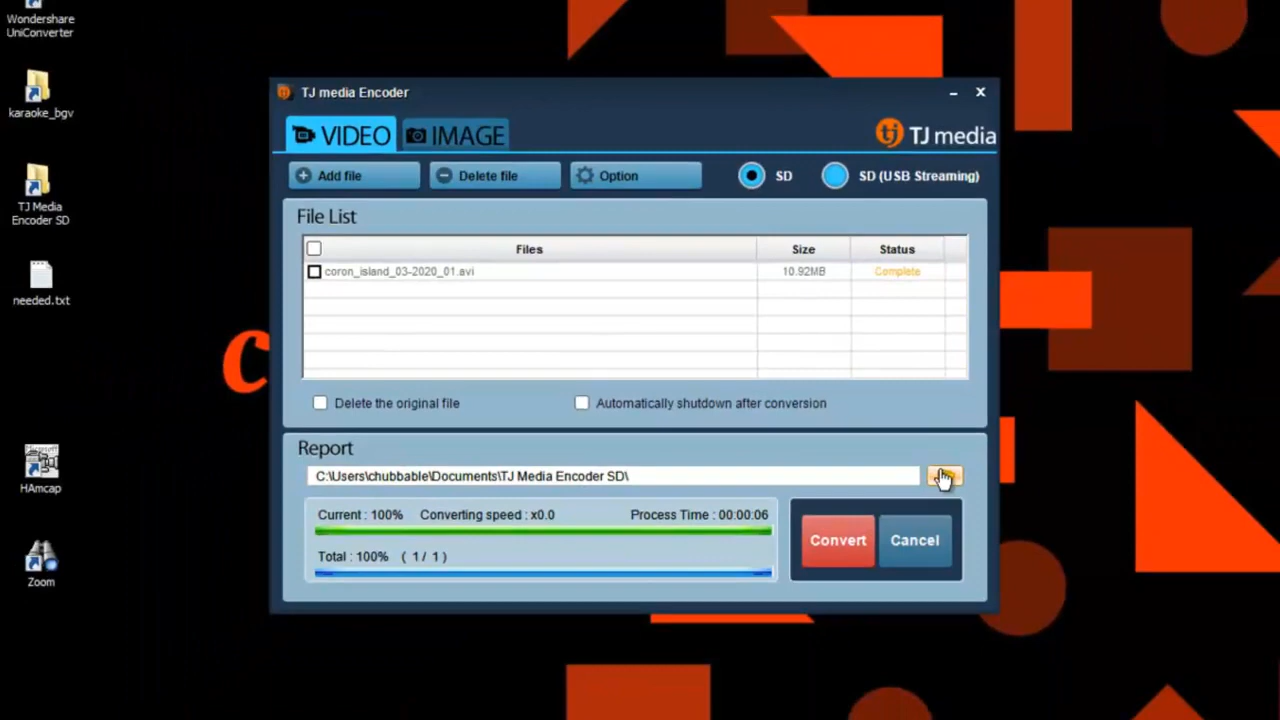 Wondershare
UniConverter
karaoke_bgv
TJ Media
Encoder SD
needed.txt
HAmcap
Zoom
c
TJ media Encoder
VIDEO IMAGE
tj TJ media
Add file Delete file Option SD SD (USB Streaming)
File List
Files Size Status
coron_island_03-2020_01.avi 10.92MB Complete
Delete the original file Automatically shutdown after conversion
Report
C:\Users\chubbable\Documents\TJ Media Encoder SD\
Current : 100% Converting speed : x0.0 Process Time : 00:00:06
Total : 100% ( 1 / 1 )
Convert Cancel